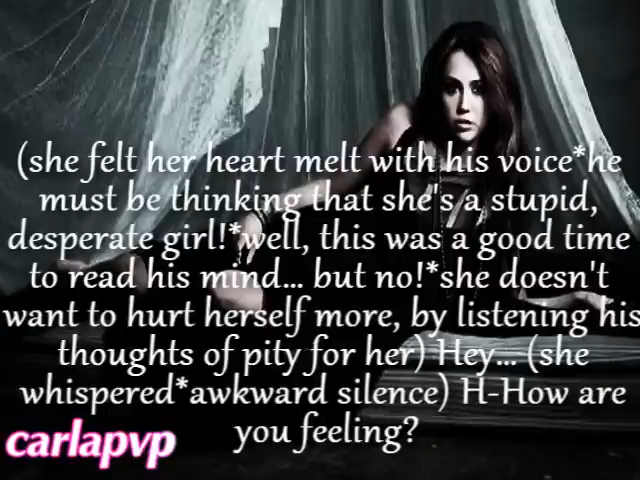 (she felt her heart melt with his voice*he
must be thinking that she's a stupid,
desperate girl!*well, this was a good time
to read his mind... but no!*she doesn't
want to hurt herself more, by listening his
thoughts of pity for her) Hey... (she
whispered*awkward silence) H-How are
you feeling?
carlapvp